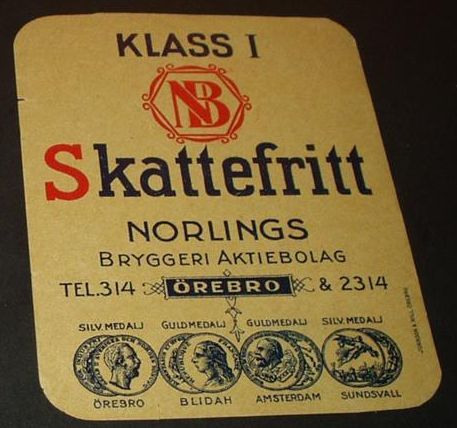 KLASS I
NB
Skattefritt
NORLINGS
BRYGGERI AKTIEBOLAG
TEL. 314 ÖREBRO & 2314
SILV. MEDALJ GULDMEDALJ GULDMEDALJ SILV. MEDALJ
ÖREBRO BLIDAH AMSTERDAM SUNDSVALL